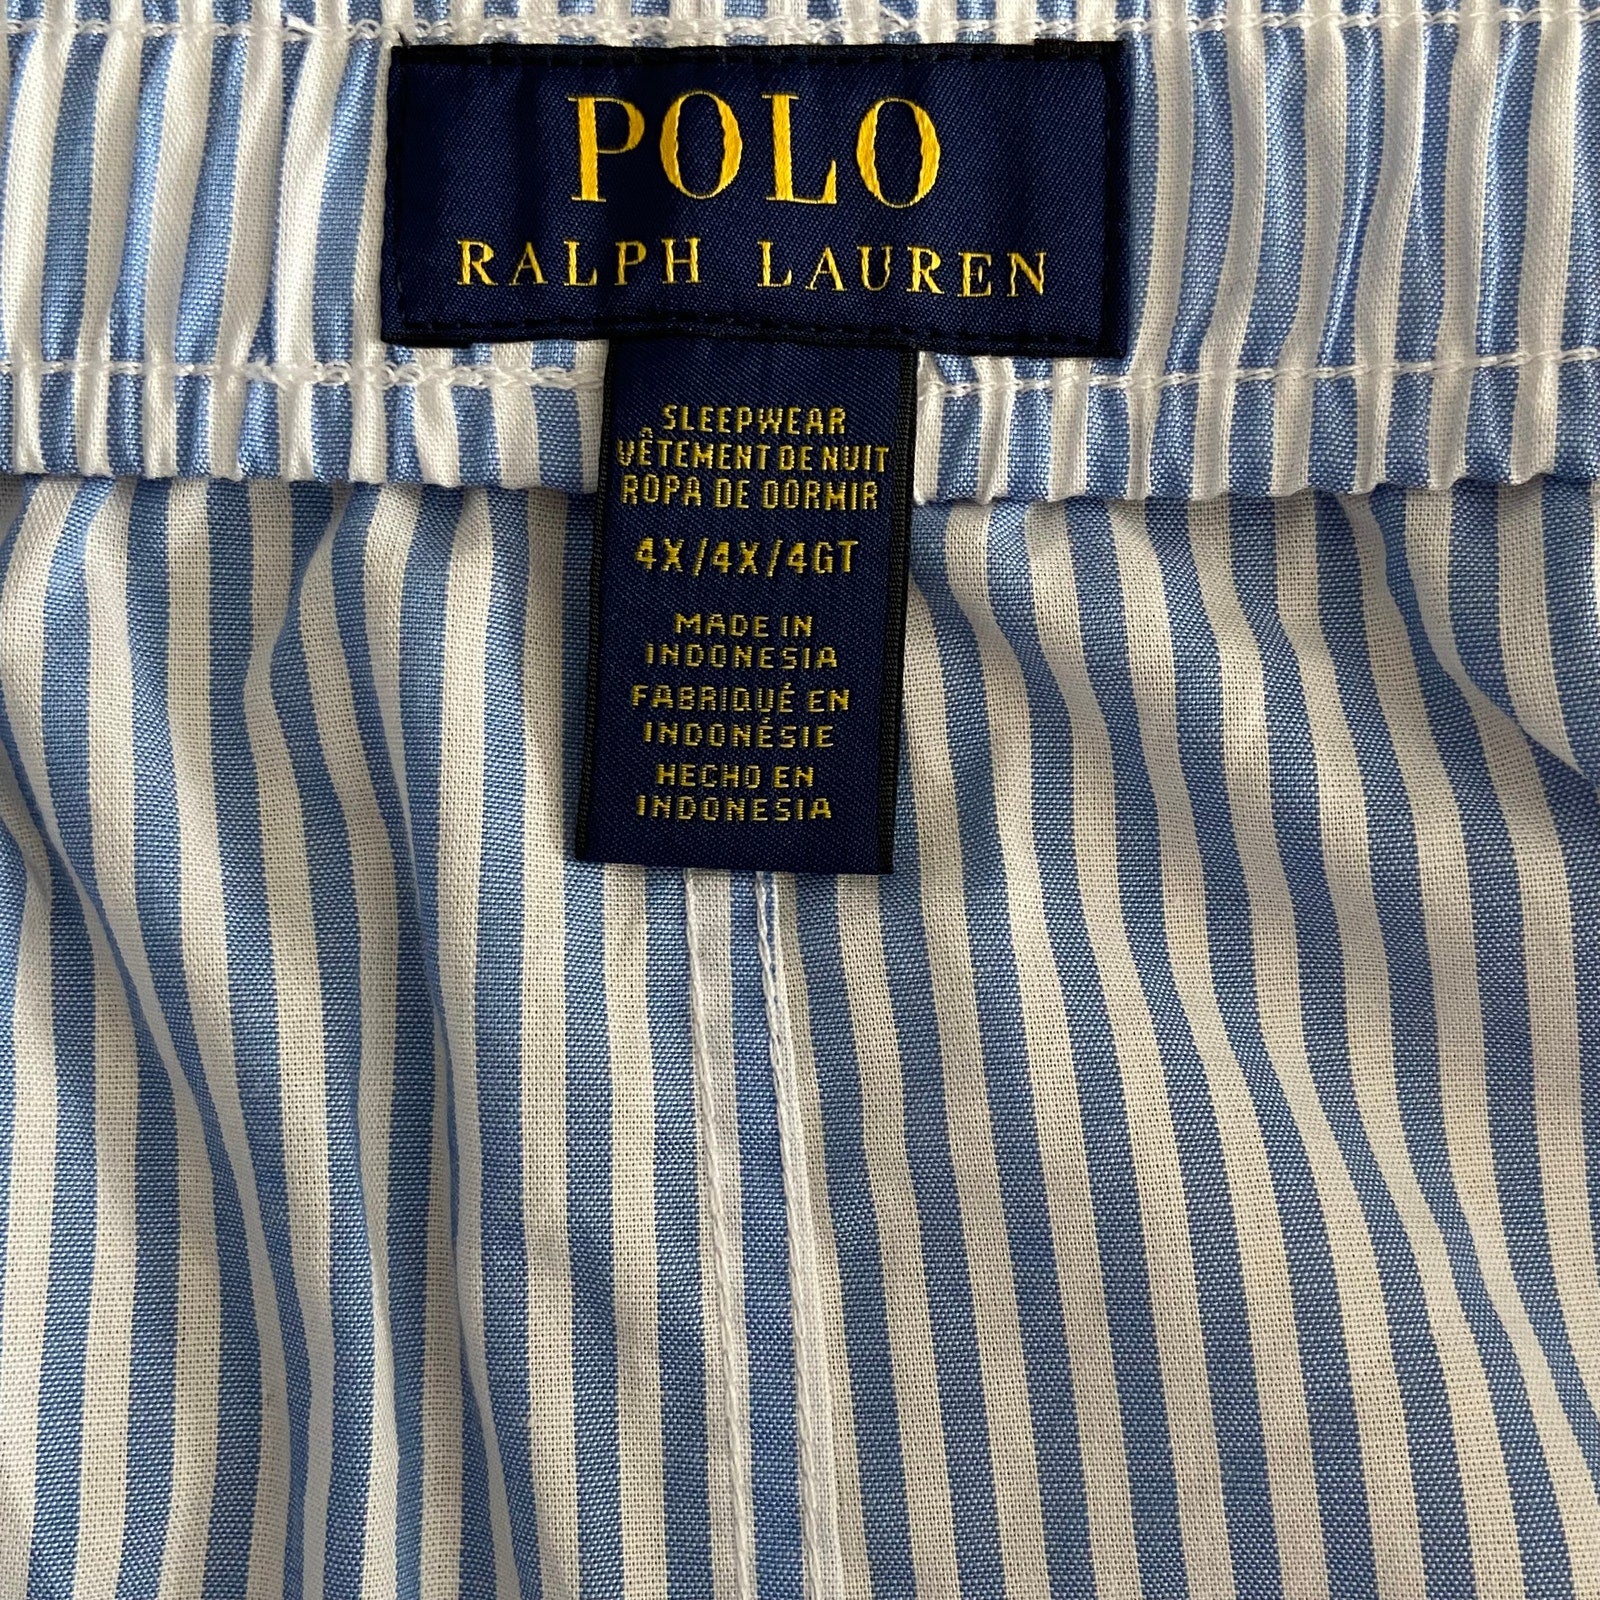 POLO
RALPH LAUREN
SLEEPWEAR
VÊTEMENT DE NUIT
ROPA DE DORMIR
4X/4X/4GT
MADE IN
INDONESIA
FABRIQUÉ EN
INDONÉSIE
HECHO EN
INDONESIA